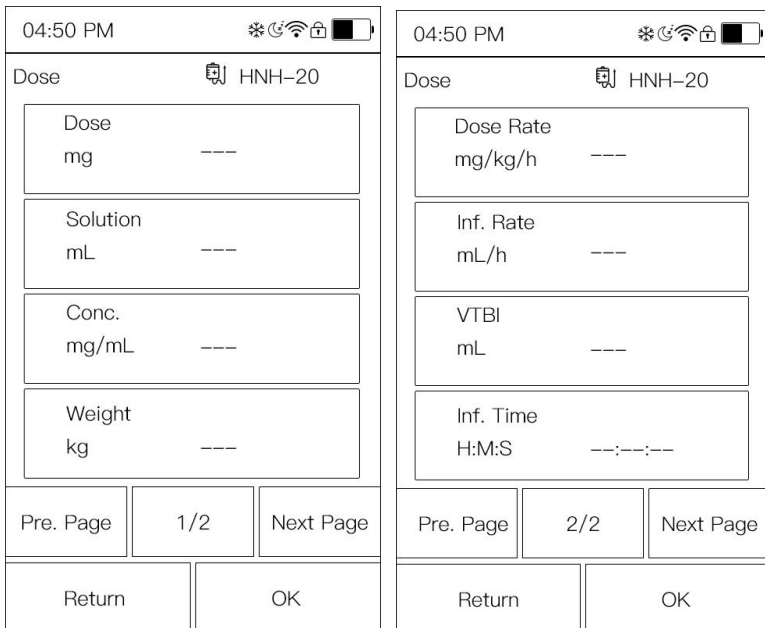 04:50 PM
Dose HNH-20
Dose
mg ---
Solution
mL ---
Conc.
mg/mL ---
Weight
kg ---
Pre. Page 1/2 Next Page
Return OK
04:50 PM
Dose HNH-20
Dose Rate
mg/kg/h ---
Inf. Rate
mL/h ---
VTBI
mL ---
Inf. Time
H:M:S --:--:--
Pre. Page 2/2 Next Page
Return OK